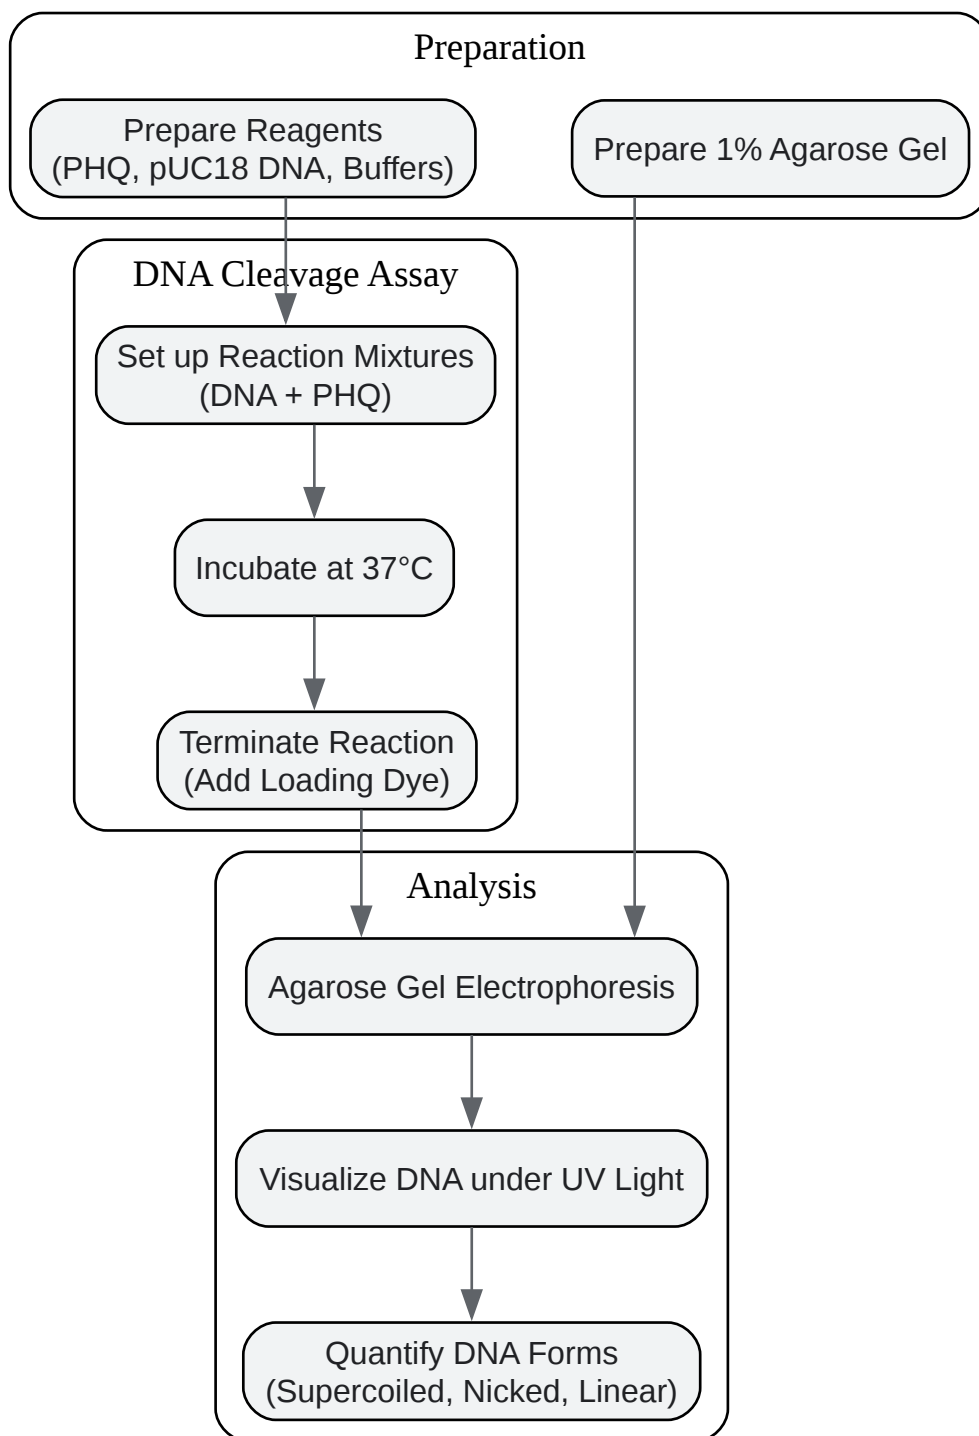 Preparation
Prepare Reagents
(PHQ, pUC18 DNA, Buffers)
Prepare 1% Agarose Gel
DNA Cleavage Assay
Set up Reaction Mixtures
(DNA + PHQ)
Incubate at 37°C
Terminate Reaction
(Add Loading Dye)
Analysis
Agarose Gel Electrophoresis
Visualize DNA under UV Light
Quantify DNA Forms
(Supercoiled, Nicked, Linear)